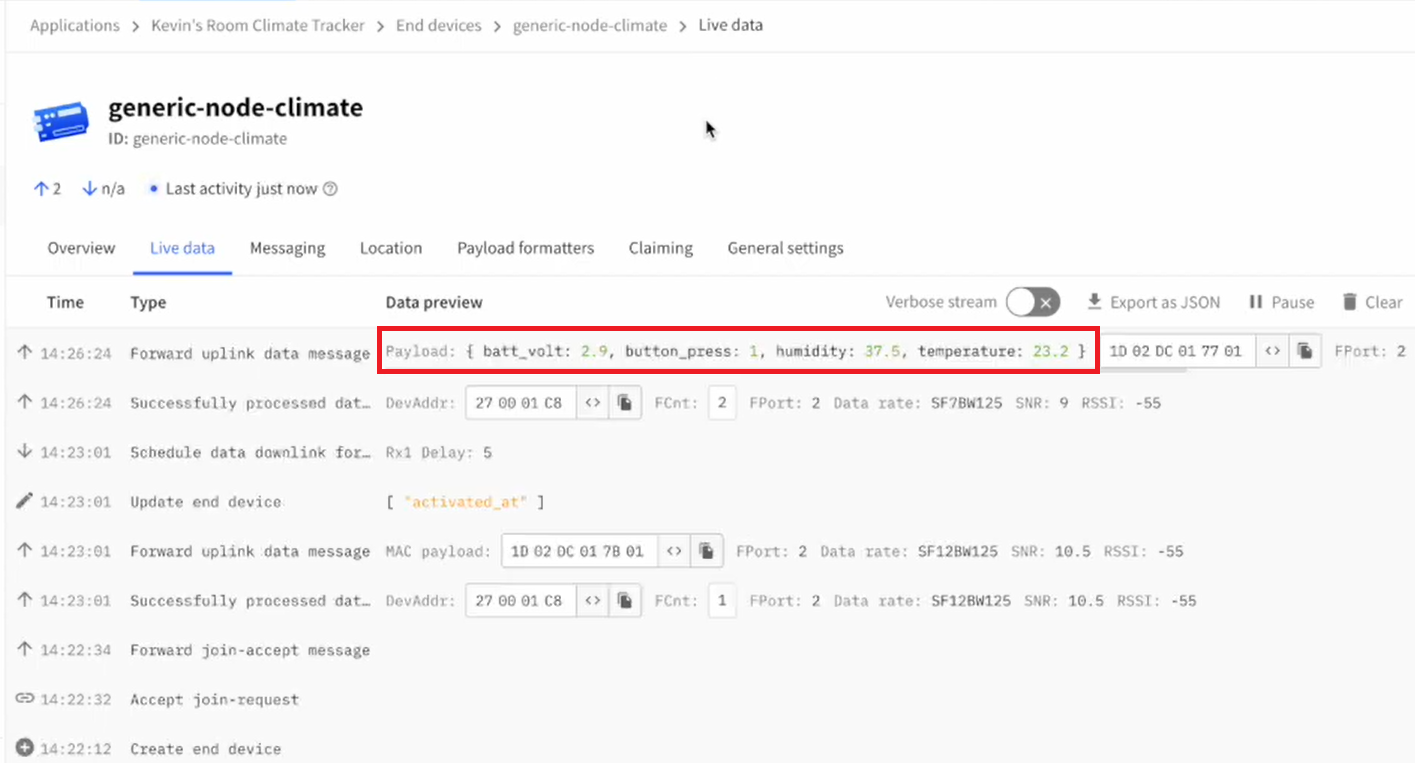 Applications > Kevin's Room Climate Tracker > End devices > generic-node-climate > Live data
generic-node-climate
ID: generic-node-climate
2 n/a • Last activity just now
Overview Live data Messaging Location Payload formatters Claiming General settings
Time Type Data preview Verbose stream Export as JSON Pause Clear
14:26:24 Forward uplink data message Payload: { batt_volt: 2.9, button_press: 1, humidity: 37.5, temperature: 23.2 } 1D 02 DC 01 77 01 <> FPort: 2
14:26:24 Successfully processed dat… DevAddr: 27 00 01 C8 <> FCnt: 2 FPort: 2 Data rate: SF7BW125 SNR: 9 RSSI: -55
14:23:01 Schedule data downlink for… Rx1 Delay: 5
14:23:01 Update end device [ "activated_at" ]
14:23:01 Forward uplink data message MAC payload: 1D 02 DC 01 7B 01 <> FPort: 2 Data rate: SF12BW125 SNR: 10.5 RSSI: -55
14:23:01 Successfully processed dat… DevAddr: 27 00 01 C8 <> FCnt: 1 FPort: 2 Data rate: SF12BW125 SNR: 10.5 RSSI: -55
14:22:34 Forward join-accept message
14:22:32 Accept join-request
14:22:12 Create end device